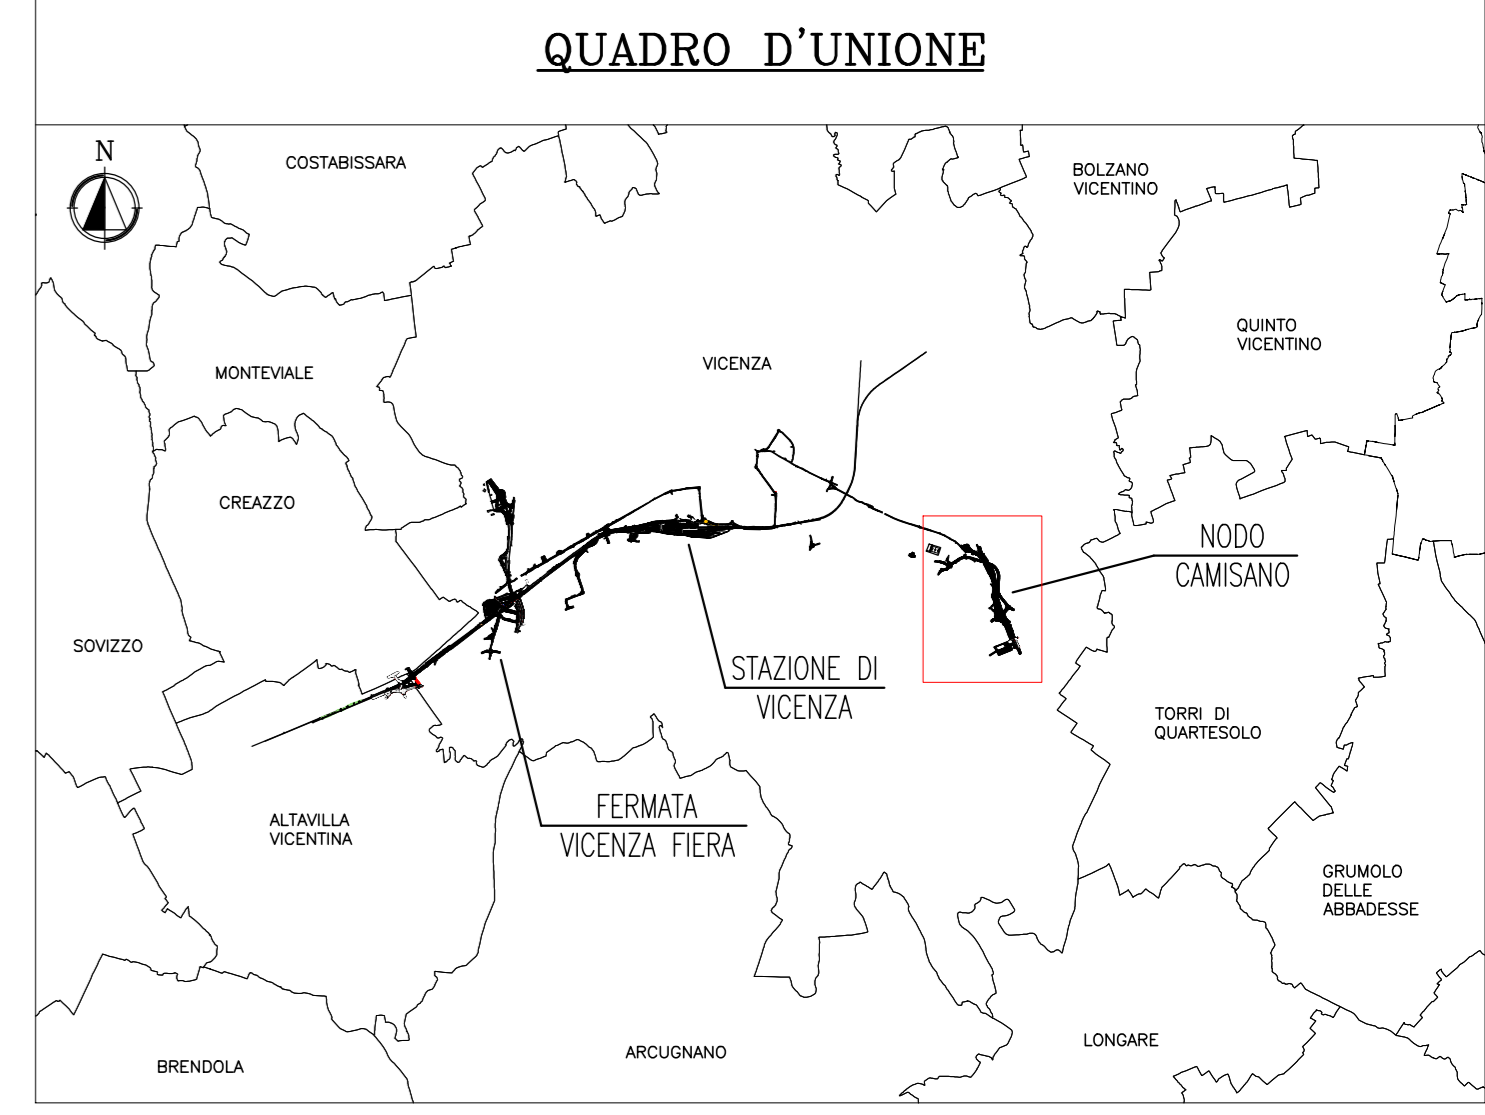 QUADRO D'UNIONE
N
COSTABISSARA
BOLZANO
VICENTINO
QUINTO
VICENTINO
VICENZA
MONTEVIALE
CREAZZO
NODO
CAMISANO
SOVIZZO
STAZIONE DI
VICENZA
TORRI DI
QUARTESOLO
FERMATA
VICENZA FIERA
ALTAVILLA
VICENTINA
GRUMOLO
DELLE
ABBADESSE
LONGARE
ARCUGNANO
BRENDOLA